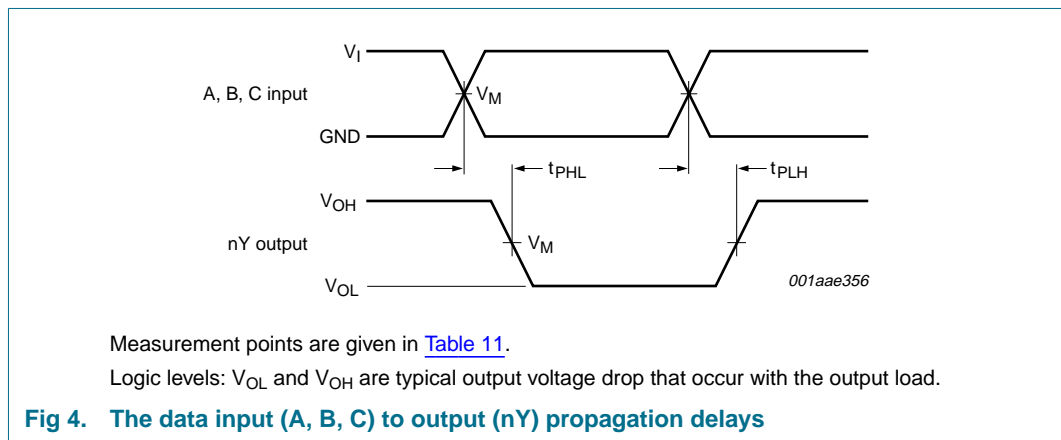 VI
A, B, C input
VM
GND
tPHL
tPLH
VOH
nY output
VM
VOL
001aae356
Measurement points are given in Table 11.
Logic levels: VOL and VOH are typical output voltage drop that occur with the output load.
Fig 4. The data input (A, B, C) to output (nY) propagation delays